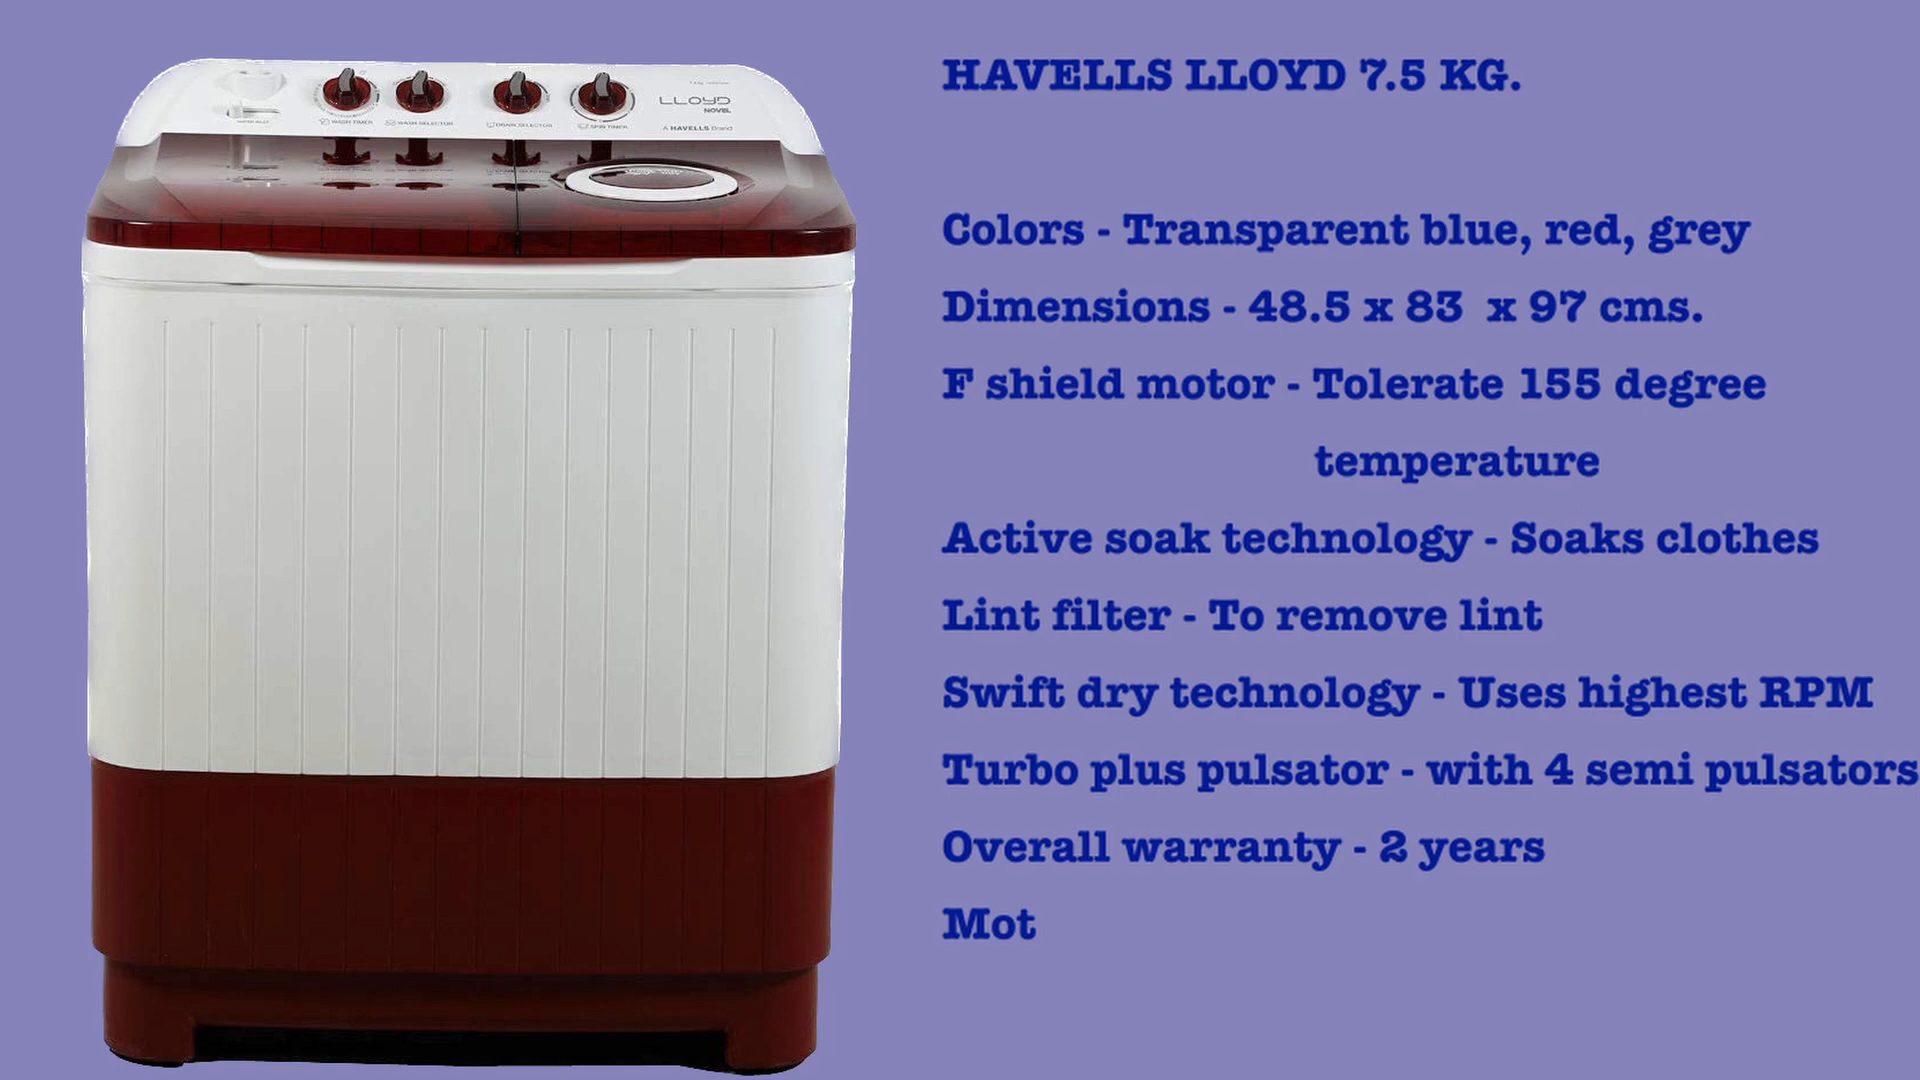 LLOYD
NOVEL
A HAVELLS Brand
WASH TIMER
WASH SELECTOR
DRAIN SELECTOR
SPIN TIMER
HAVELLS LLOYD 7.5 KG.
Colors - Transparent blue, red, grey
Dimensions - 48.5 x 83 x 97 cms.
F shield motor - Tolerate 155 degree
temperature
Active soak technology - Soaks clothes
Lint filter - To remove lint
Swift dry technology - Uses highest RPM
Turbo plus pulsator - with 4 semi pulsators
Overall warranty - 2 years
Mot